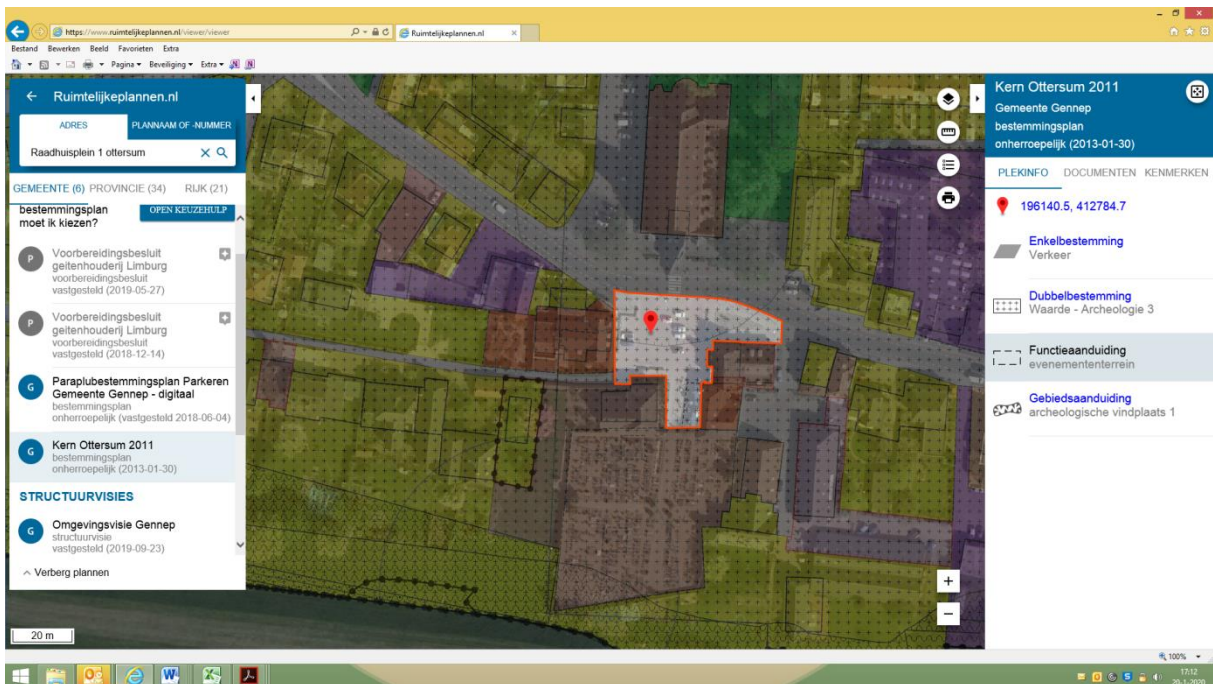 https://www.ruimtelijkeplannen.nl/viewer/viewer
Ruimtelijkeplannen.nl
Bestand Bewerken Beeld Favorieten Extra
Pagina Beveiliging Extra
Ruimtelijkeplannen.nl
ADRES PLANNAAM OF -NUMMER
Raadhuisplein 1 ottersum
GEMEENTE (6) PROVINCIE (34) RIJK (21)
bestemmingsplan
moet ik kiezen?
OPEN KEUZEHULP
P
Voorbereidingsbesluit
geitenhouderij Limburg
voorbereidingsbesluit
vastgesteld (2019-05-27)
P
Voorbereidingsbesluit
geitenhouderij Limburg
voorbereidingsbesluit
vastgesteld (2018-12-14)
G
Paraplubestemmingsplan Parkeren
Gemeente Gennep - digitaal
bestemmingsplan
onherroepelijk (vastgesteld 2018-06-04)
G
Kern Ottersum 2011
bestemmingsplan
onherroepelijk (2013-01-30)
STRUCTUURVISIES
G
Omgevingsvisie Gennep
structuurvisie
vastgesteld (2019-09-23)
Verberg plannen
20 m
Kern Ottersum 2011
Gemeente Gennep
bestemmingsplan
onherroepelijk (2013-01-30)
PLEKINFO DOCUMENTEN KENMERKEN
196140.5, 412784.7
Enkelbestemming
Verkeer
Dubbelbestemming
Waarde - Archeologie 3
Functieaanduiding
evenemententerrein
Gebiedsaanduiding
archeologische vindplaats 1
+
−
100%
17:12
20-1-2020